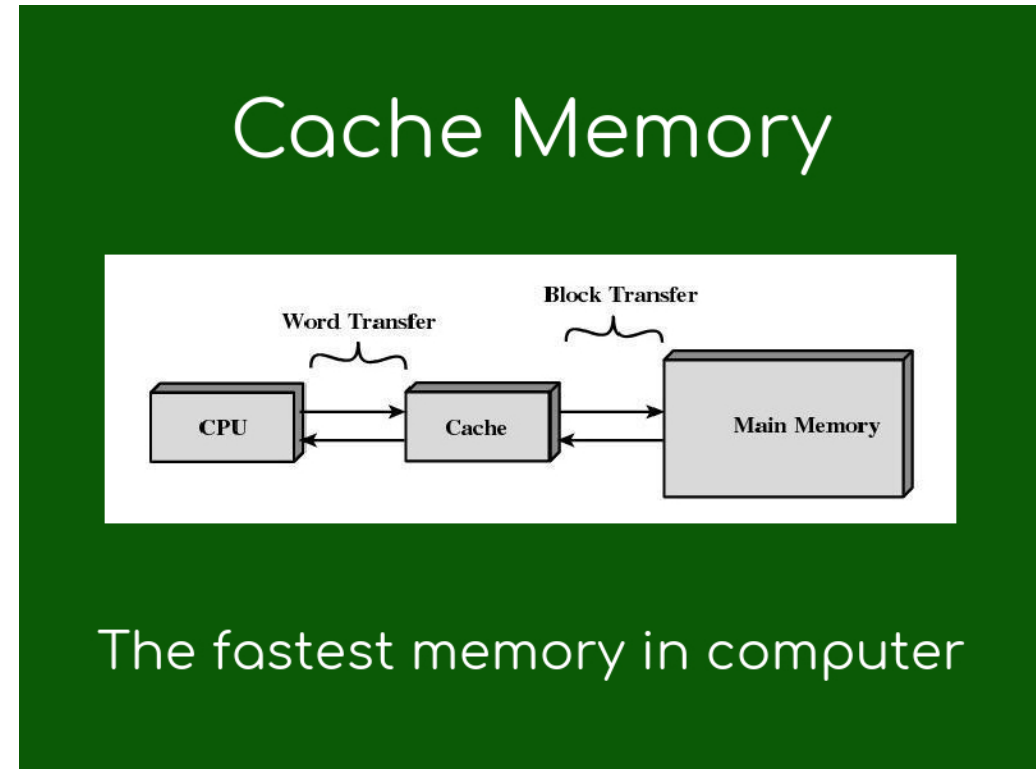 Cache Memory
Block Transfer
Word Transfer
CPU
Cache
Main Memory
The fastest memory in computer